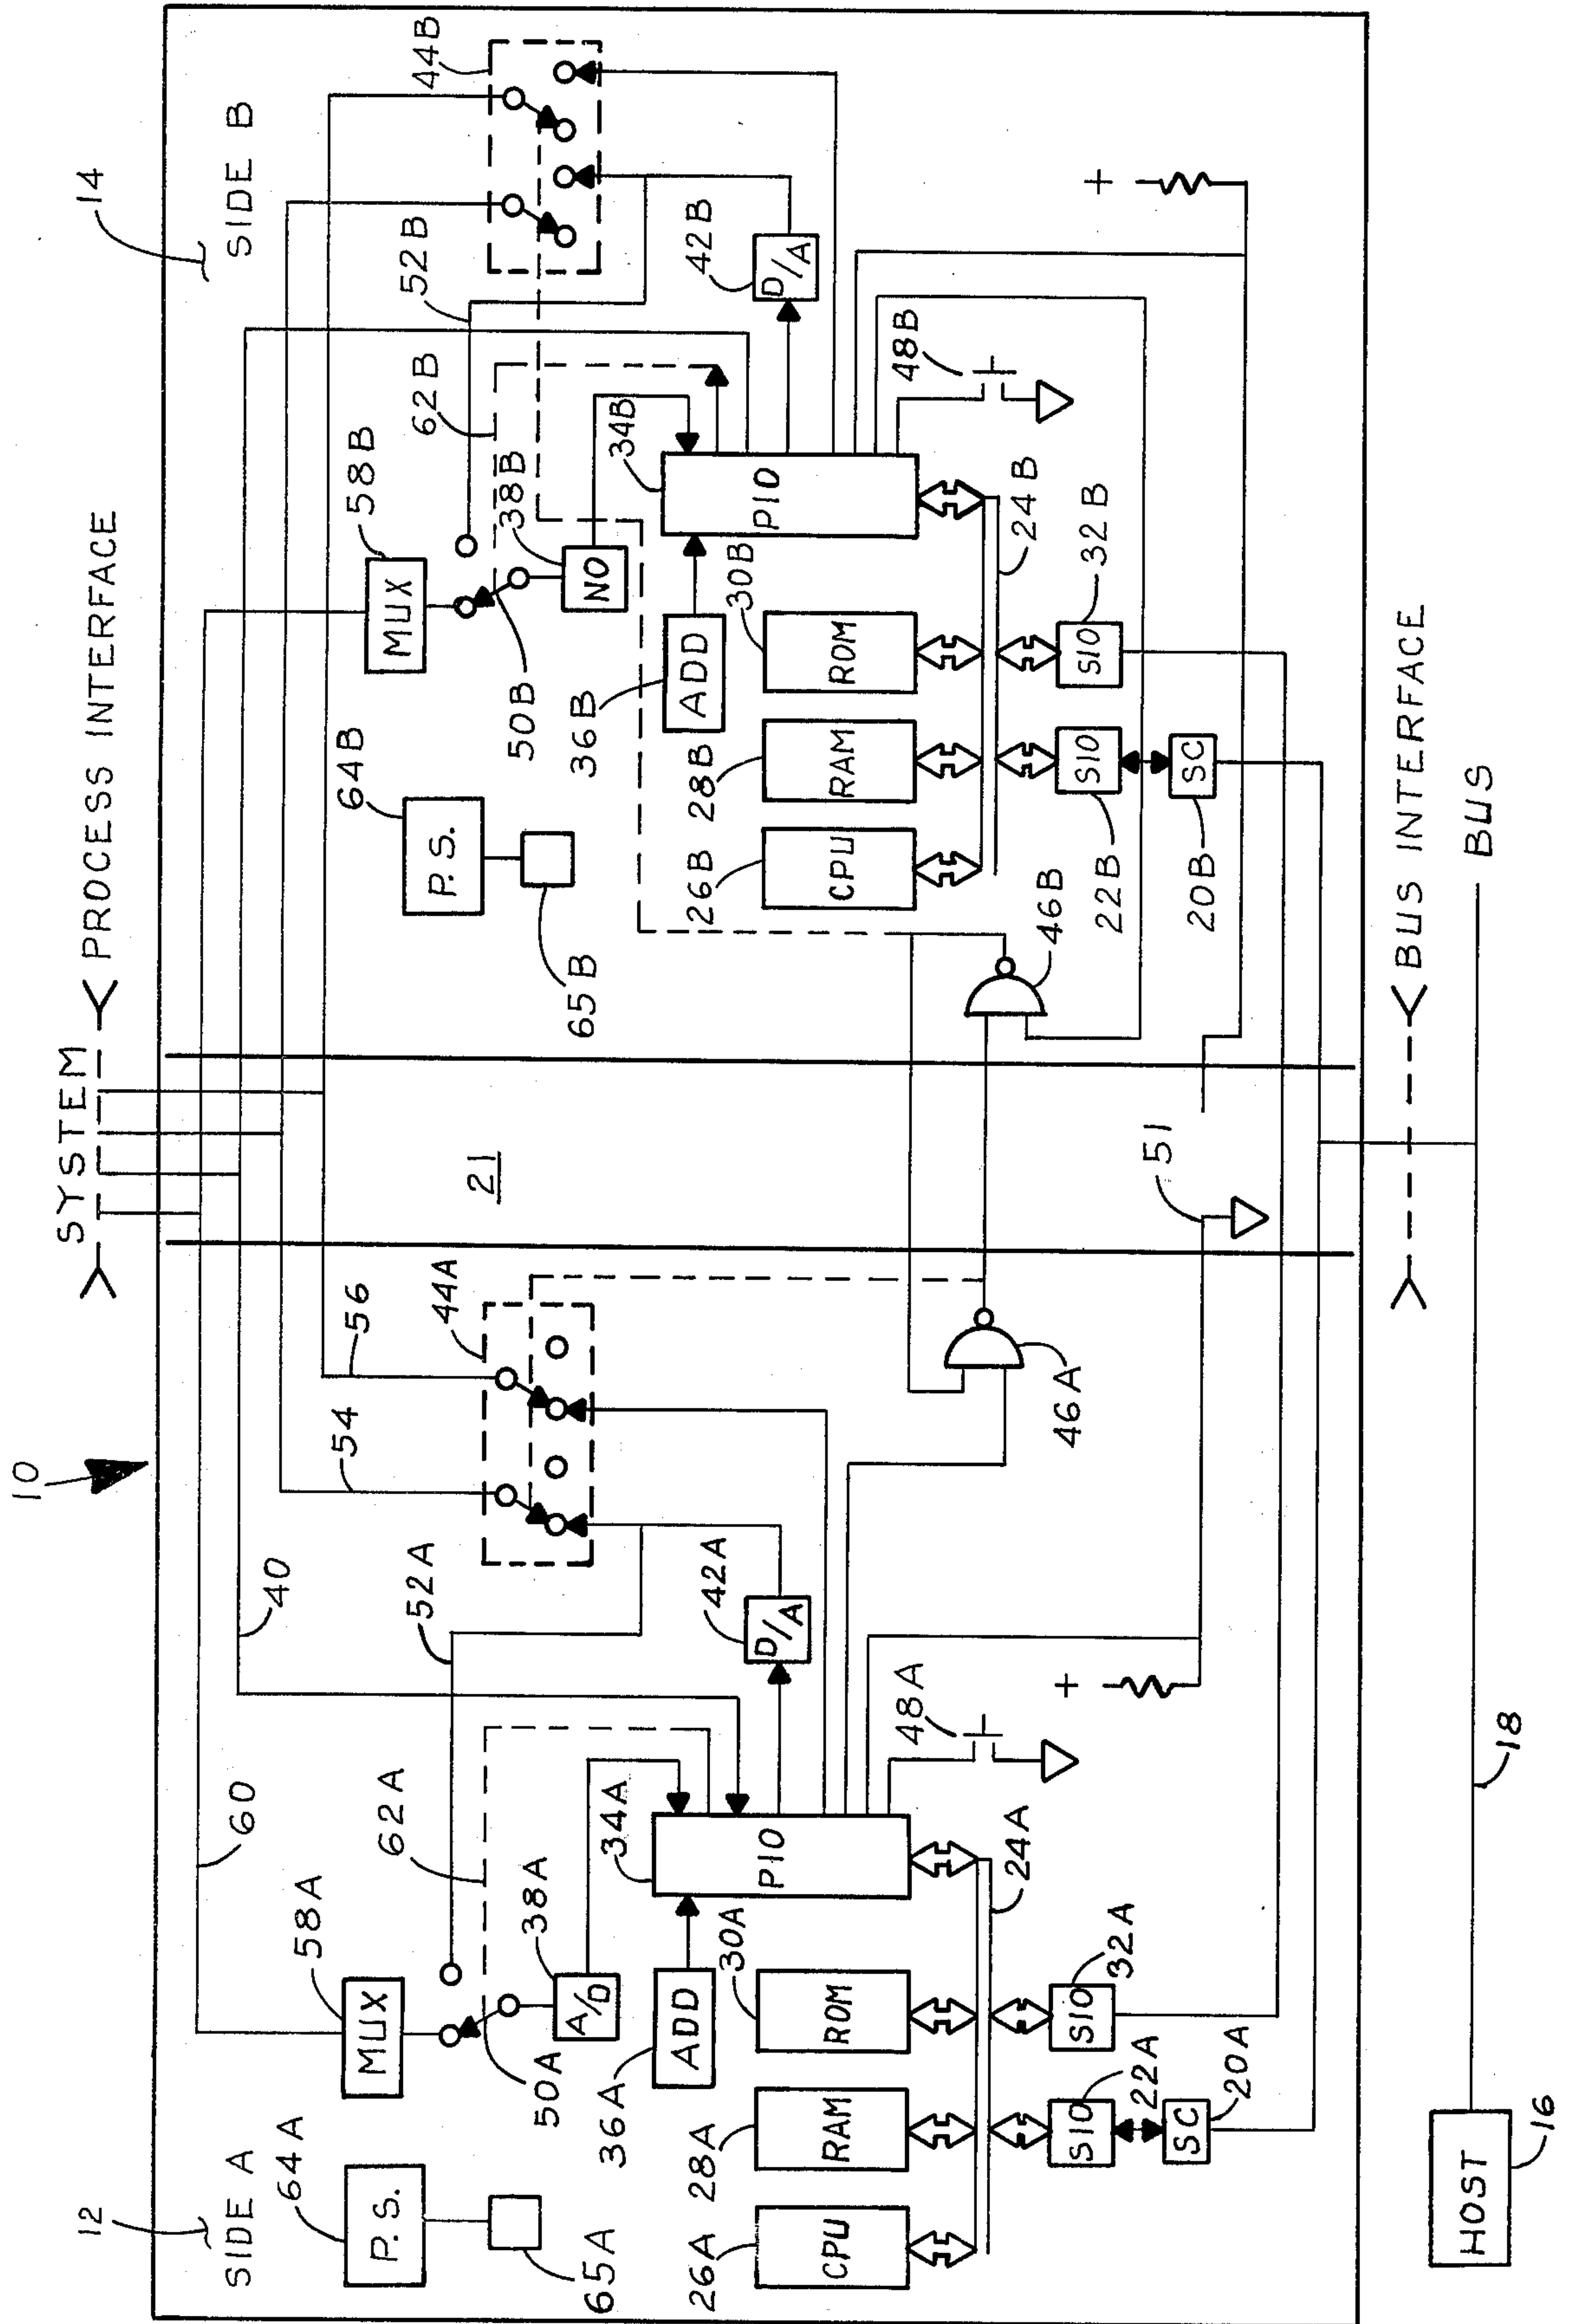 10
12
14
SIDE A
SIDE B
> SYSTEM < PROCESS INTERFACE
21
64A
P.S.
65A
58A
MUX
60
62A
40
52A
54
56
44A
50A
38A
A/D
36A
ADD
34A
PIO
42A
D/A
26A
CPU
28A
RAM
30A
ROM
24A
48A
+
46A
51
SIO
22A
SC
20A
SIO
32A
64B
P.S.
65B
58B
MUX
62B
52B
44B
50B
38B
NO
36B
ADD
34B
PIO
42B
D/A
26B
CPU
28B
RAM
30B
ROM
24B
48B
+
46B
SIO
22B
SC
20B
SIO
32B
BUS INTERFACE
HOST
16
18
BUS